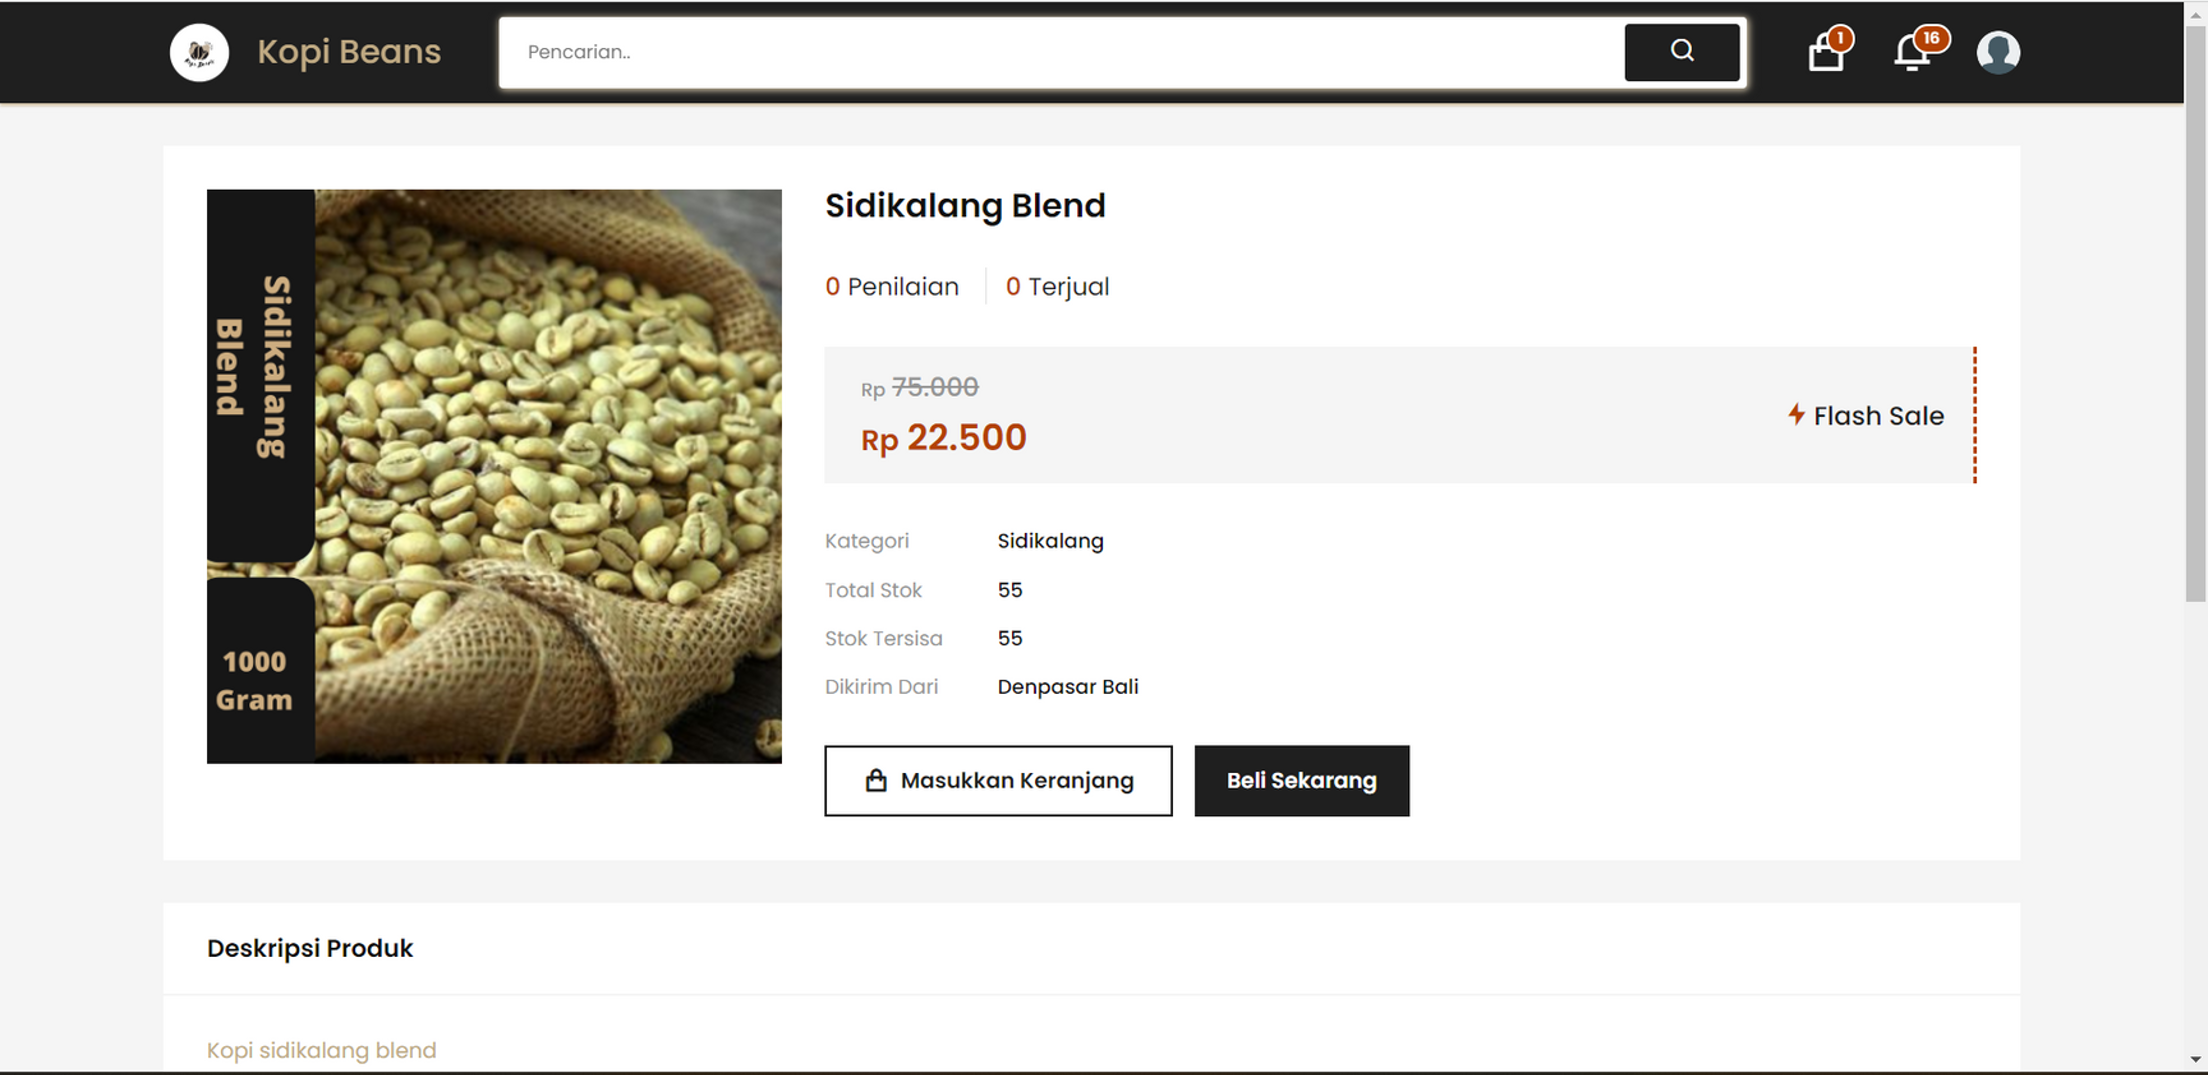 Kopi Beans
Pencarian..
1
16
Sidikalang
Blend
1000
Gram
Sidikalang Blend
0 Penilaian
0 Terjual
Rp 75.000
Rp 22.500
Flash Sale
Kategori Sidikalang
Total Stok 55
Stok Tersisa 55
Dikirim Dari Denpasar Bali
Masukkan Keranjang
Beli Sekarang
Deskripsi Produk
Kopi sidikalang blend